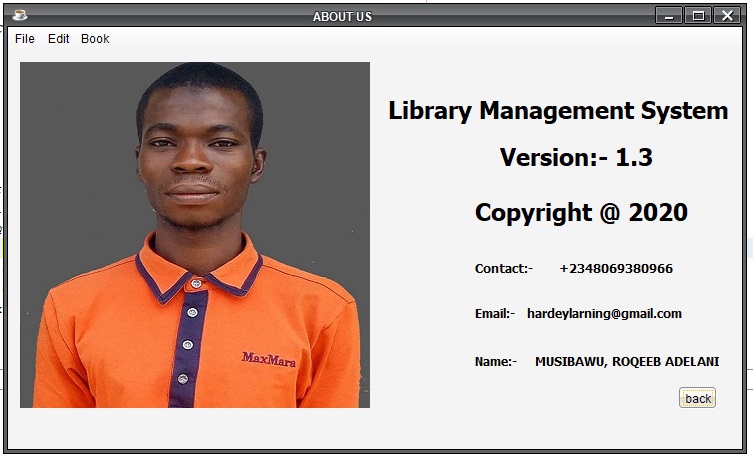 ABOUT US
File Edit Book
Library Management System
Version:- 1.3
Copyright @ 2020
Contact:- +2348069380966
Email:- hardeylarning@gmail.com
MaxMara
Name:- MUSIBAWU, ROQEEB ADELANI
back